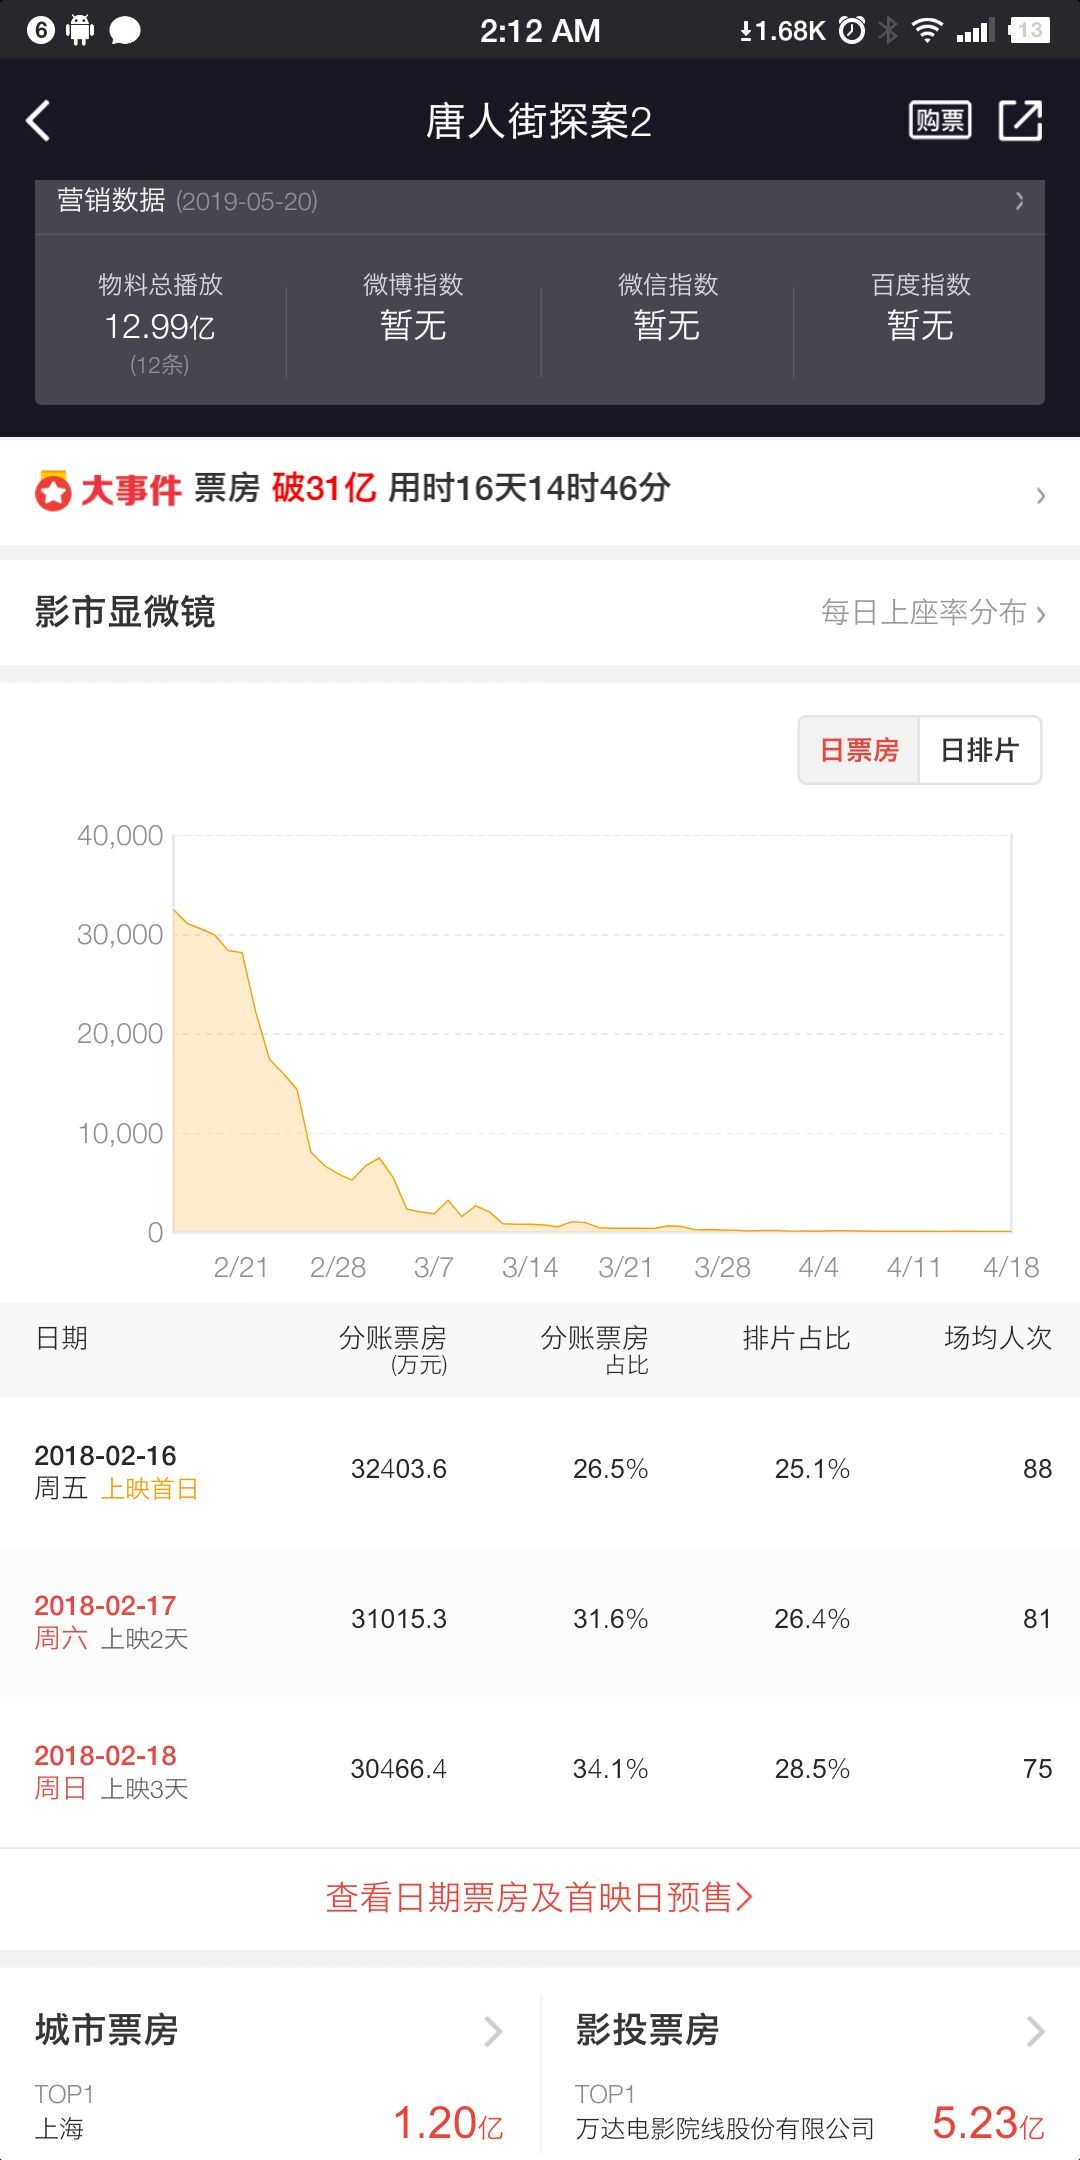 6
2:12 AM
1.68K
13
唐人街探案2
购票
营销数据 (2019-05-20)
物料总播放
12.99亿
(12条)
微博指数
暂无
微信指数
暂无
百度指数
暂无
大事件 票房 破31亿 用时16天14时46分
影市显微镜
每日上座率分布
日票房
日排片
40,000
30,000
20,000
10,000
0
2/21 2/28 3/7 3/14 3/21 3/28 4/4 4/11 4/18
日期
分账票房
(万元)
分账票房
占比
排片占比
场均人次
2018-02-16
周五 上映首日
32403.6 26.5% 25.1% 88
2018-02-17
周六 上映2天
31015.3 31.6% 26.4% 81
2018-02-18
周日 上映3天
30466.4 34.1% 28.5% 75
查看日期票房及首映日预售
城市票房
TOP1
上海
1.20亿
影投票房
TOP1
万达电影院线股份有限公司
5.23亿